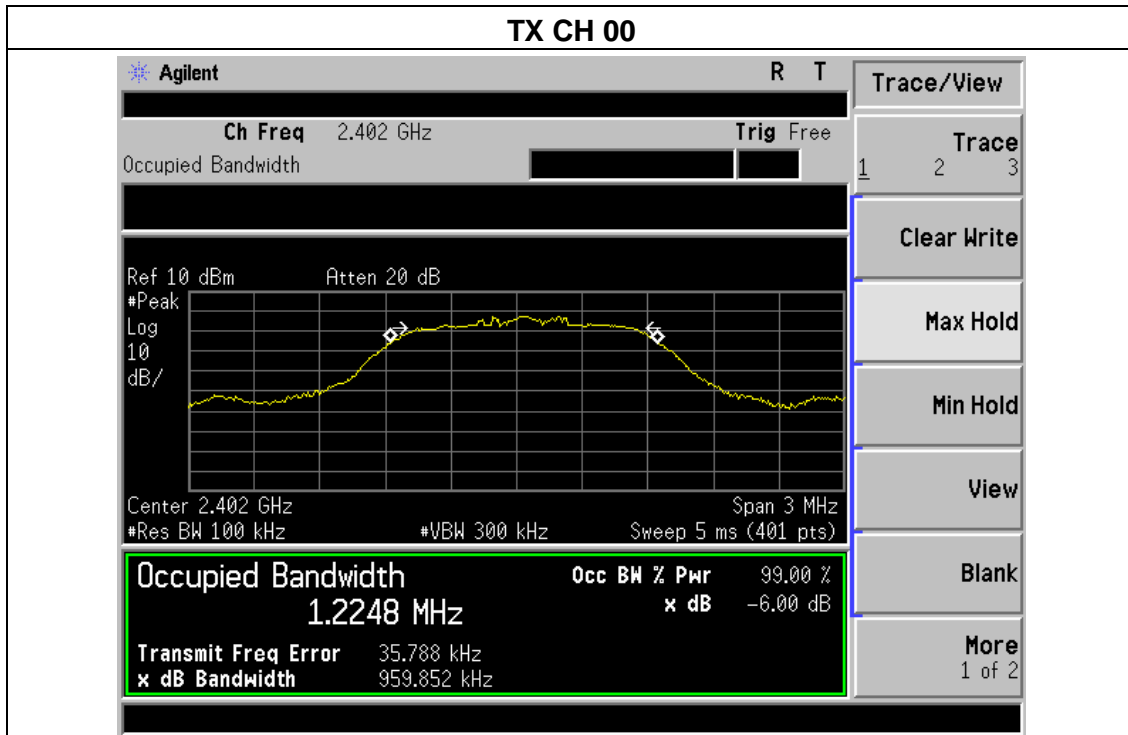 TX CH 00
Agilent R T
Trace/View
Ch Freq 2.402 GHz Trig Free
Occupied Bandwidth
Trace
1 2 3
Clear Write
Ref 10 dBm Atten 20 dB
#Peak
Log
10
dB/
Max Hold
Min Hold
View
Center 2.402 GHz Span 3 MHz
#Res BW 100 kHz #VBW 300 kHz Sweep 5 ms (401 pts)
Occupied Bandwidth Occ BW % Pwr 99.00 %
1.2248 MHz x dB -6.00 dB
Blank
Transmit Freq Error 35.788 kHz
x dB Bandwidth 959.852 kHz
More
1 of 2